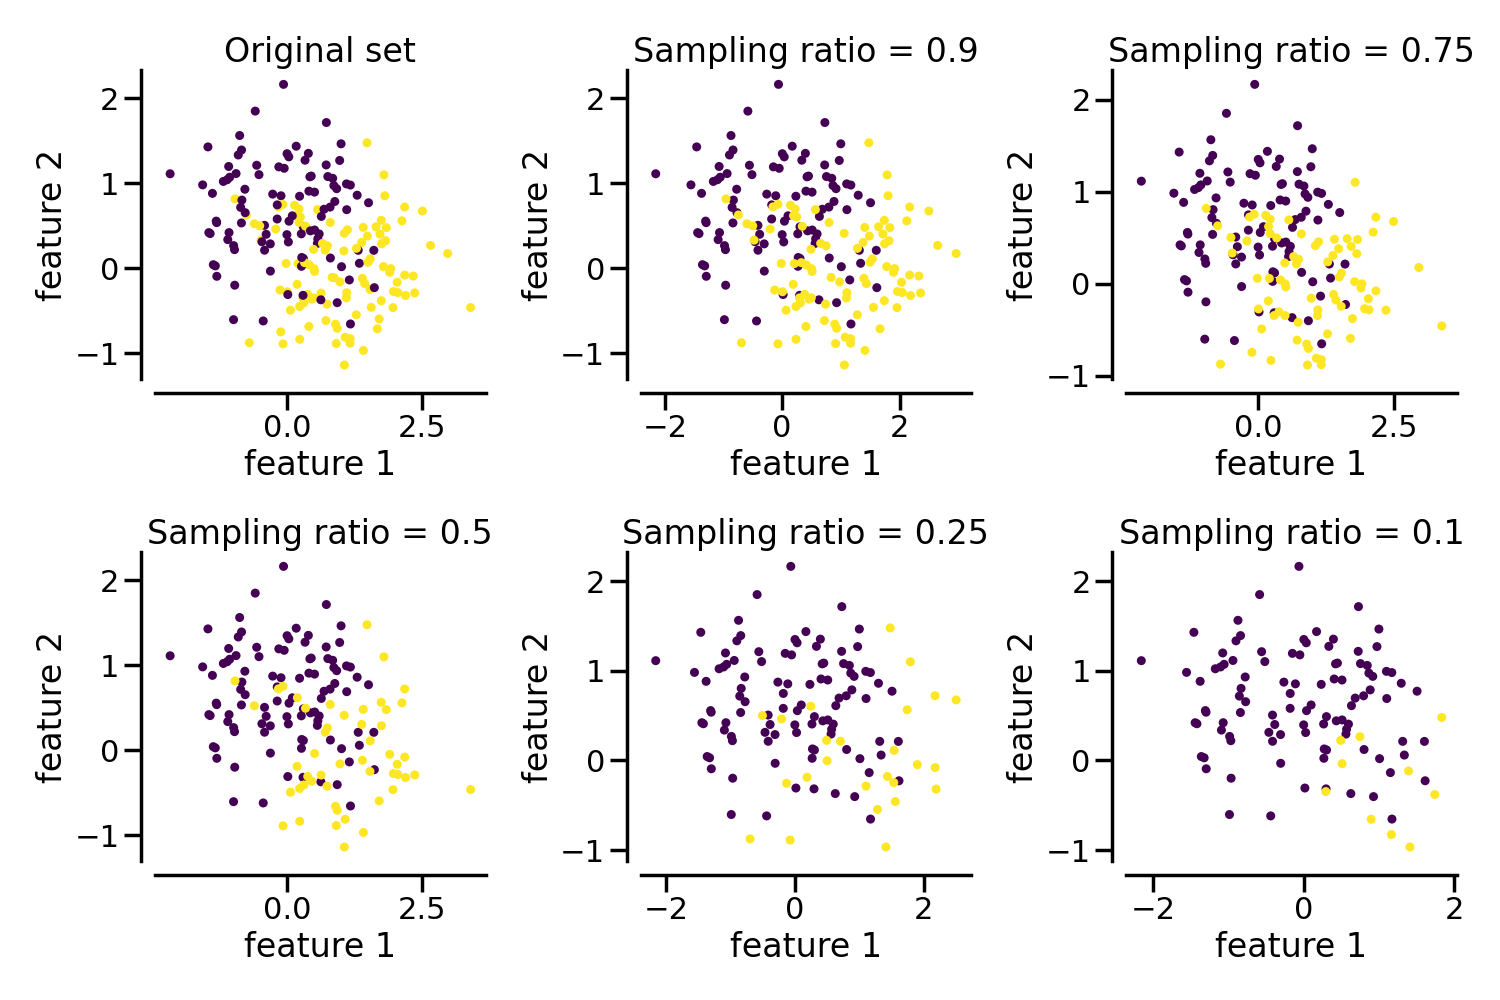 Original set
Sampling ratio = 0.9
Sampling ratio = 0.75
feature 2
2
1
0
−1
0.0
2.5
feature 1
feature 2
2
1
0
−1
−2
0
2
feature 1
feature 2
2
1
0
−1
0.0
2.5
feature 1
Sampling ratio = 0.5
Sampling ratio = 0.25
Sampling ratio = 0.1
feature 2
2
1
0
−1
0.0
2.5
feature 1
feature 2
2
1
0
−1
−2
0
2
feature 1
feature 2
2
1
0
−1
−2
0
2
feature 1